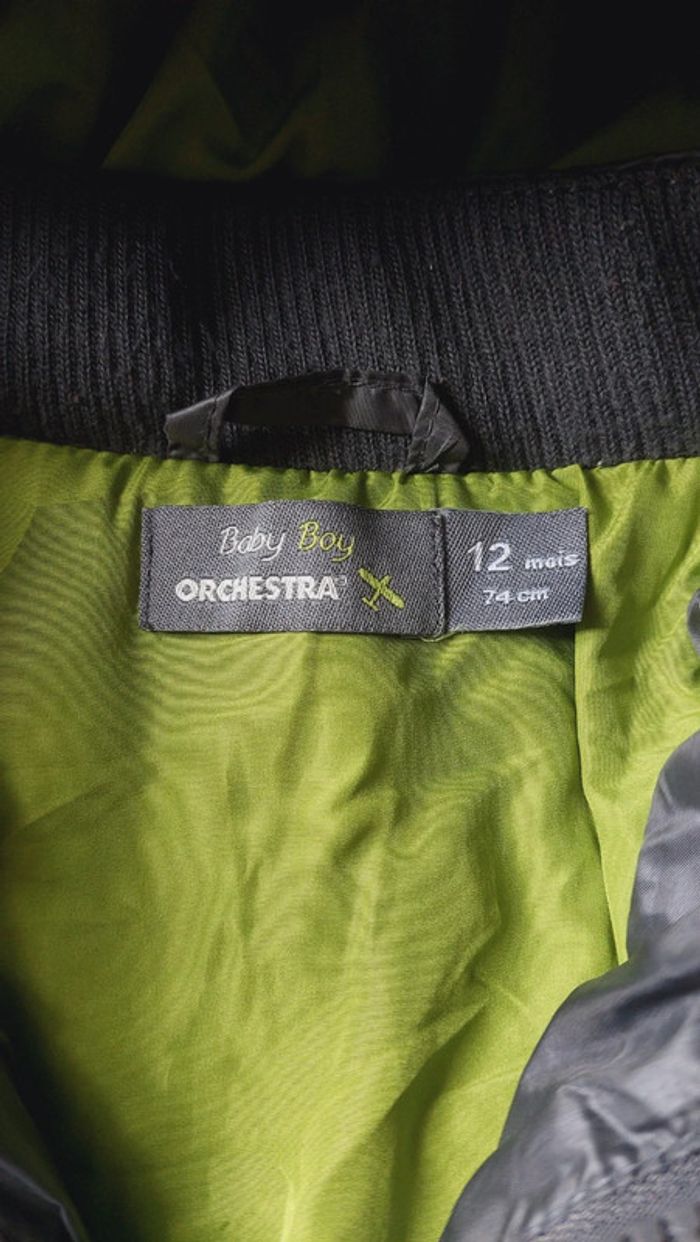 Baby Boy
ORCHESTRA
12 mois
74 cm